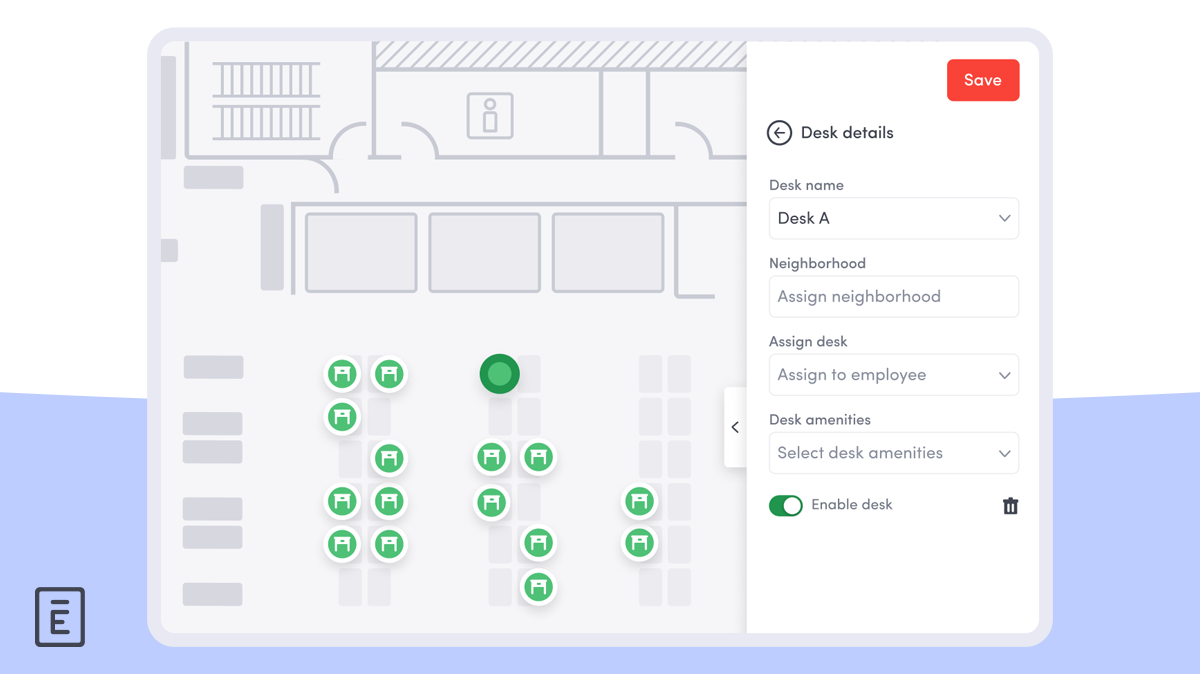 Save
Desk details
Desk name
Desk A
Neighborhood
Assign neighborhood
Assign desk
Assign to employee
Desk amenities
Select desk amenities
Enable desk
E